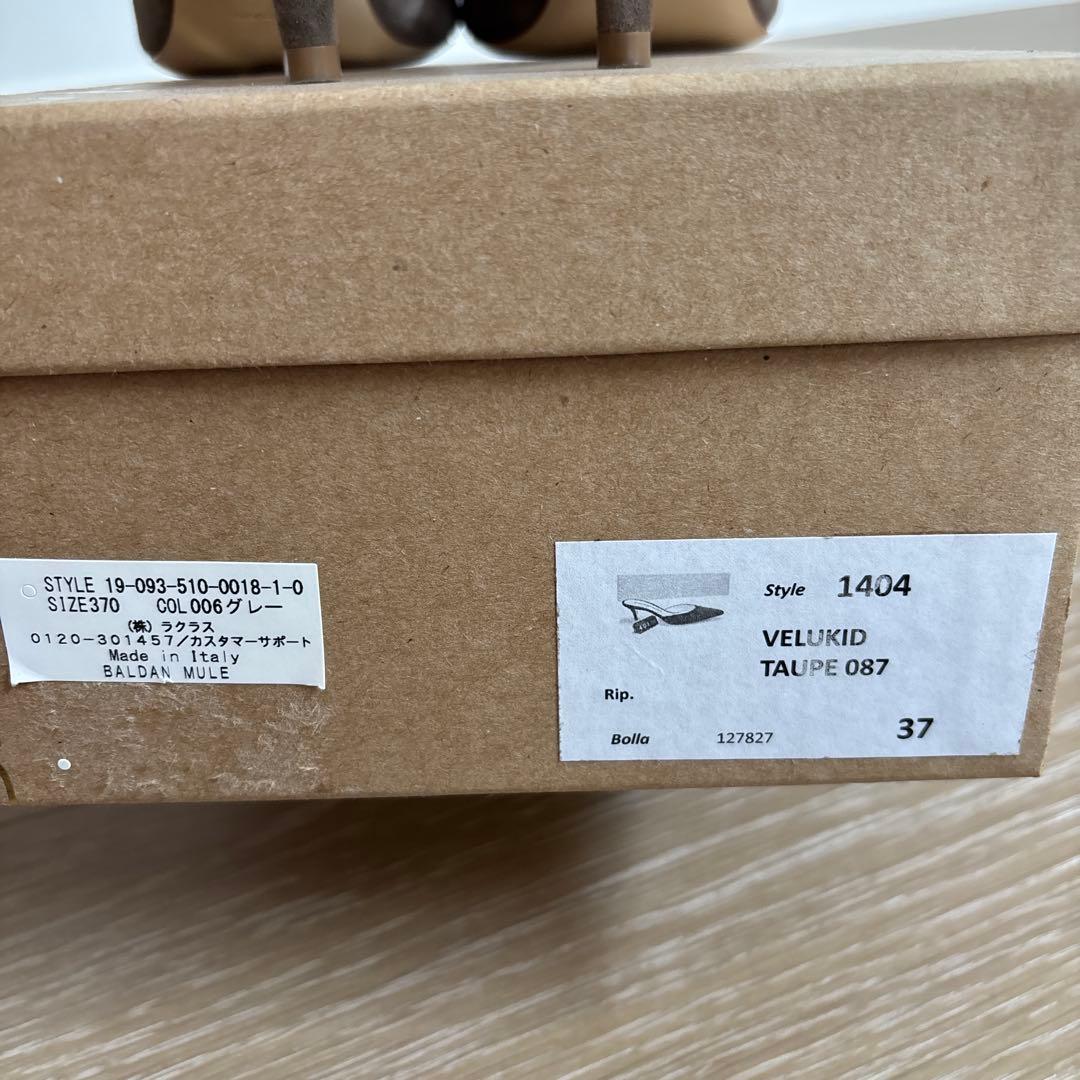 STYLE 19-093-510-0018-1-0
SIZE370 COL006グレー
(株) ラクラス
0120-301457/カスタマーサポート
Made in Italy
BALDAN MULE
Style 1404
VELUKID
TAUPE 087
Rip.
Bolla 127827 37